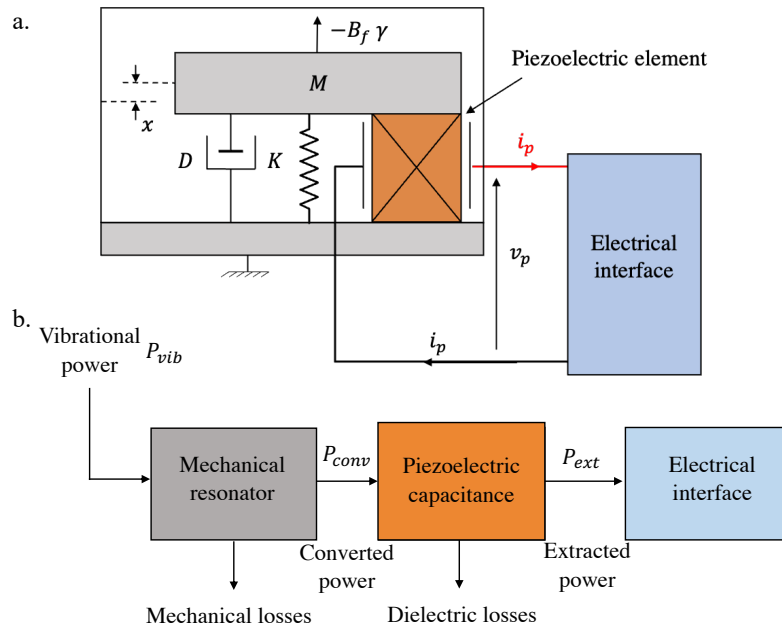 a.
−B_f γ
Piezoelectric element
M
x
D
K
i_p
Electrical
interface
v_p
i_p
b.
Vibrational
power
P_vib
Mechanical
resonator
P_conv
Piezoelectric
capacitance
P_ext
Electrical
interface
Converted
power
Extracted
power
Mechanical losses
Dielectric losses